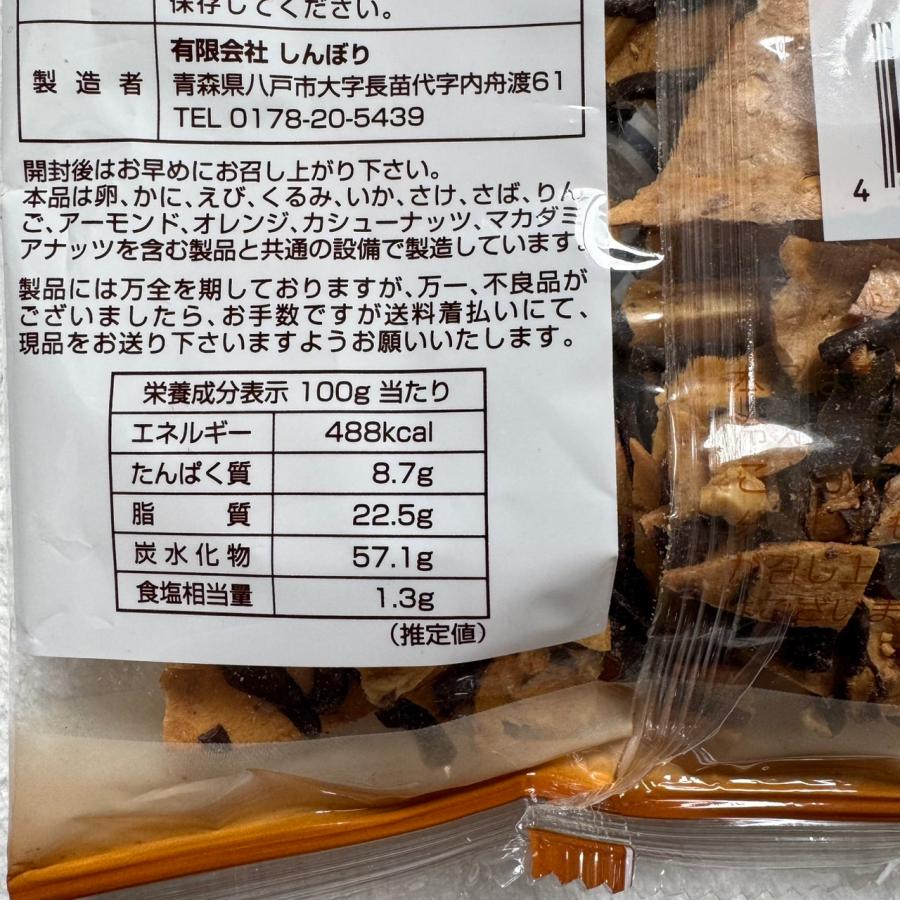 保存してください。
製造者
有限会社 しんぼり
青森県八戸市大字長苗代字内舟渡61
TEL 0178-20-5439
開封後はお早めにお召し上がり下さい。
本品は卵、かに、えび、くるみ、いか、さけ、さば、りん
ご、アーモンド、オレンジ、カシューナッツ、マカダミ
アナッツを含む製品と共通の設備で製造しています。
製品には万全を期しておりますが、万一、不良品が
ございましたら、お手数ですが送料着払いにて、
現品をお送り下さいますようお願いいたします。
栄養成分表示 100g 当たり
エネルギー 488kcal
たんぱく質 8.7g
脂質 22.5g
炭水化物 57.1g
食塩相当量 1.3g
(推定値)
4
召し上
ございま